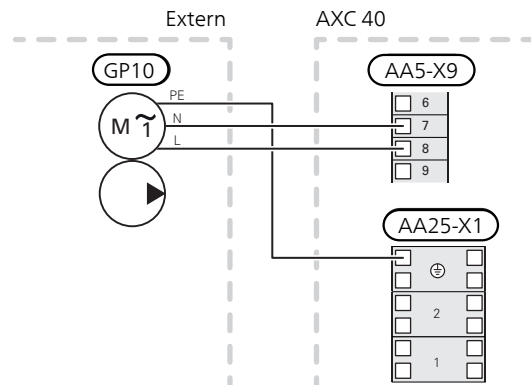 Extern
AXC 40
GP10
AA5-X9
PE
6
N
7
M 1
~
L
8
9
AA25-X1
2
1